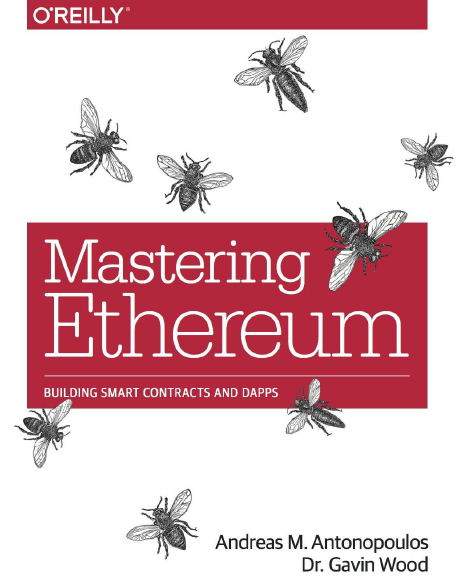 O'REILLY®
Mastering
Ethereum
BUILDING SMART CONTRACTS AND DAPPS
Andreas M. Antonopoulos
Dr. Gavin Wood